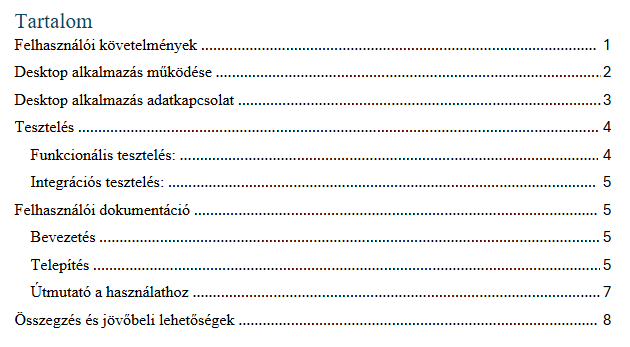 Tartalom
Felhasználói követelmények ........ 1
Desktop alkalmazás működése ........ 2
Desktop alkalmazás adatkapcsolat ........ 3
Tesztelés ........ 4
Funkcionális tesztelés: ........ 4
Integrációs tesztelés: ........ 5
Felhasználói dokumentáció ........ 5
Bevezetés ........ 5
Telepítés ........ 5
Útmutató a használathoz ........ 7
Összegzés és jövőbeli lehetőségek ........ 8